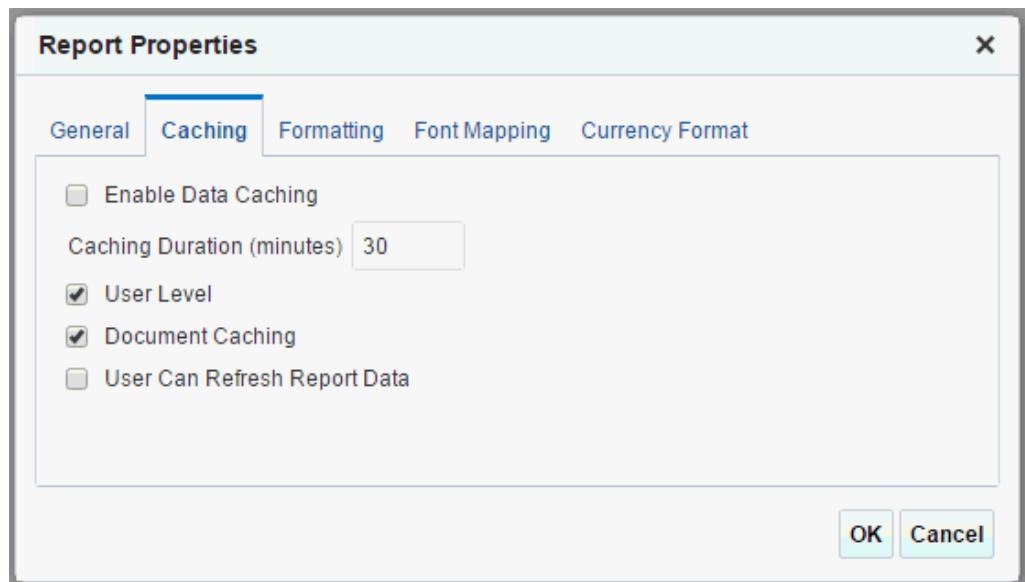 Report Properties
General Caching Formatting Font Mapping Currency Format
Enable Data Caching
Caching Duration (minutes) 30
User Level
Document Caching
User Can Refresh Report Data
OK Cancel